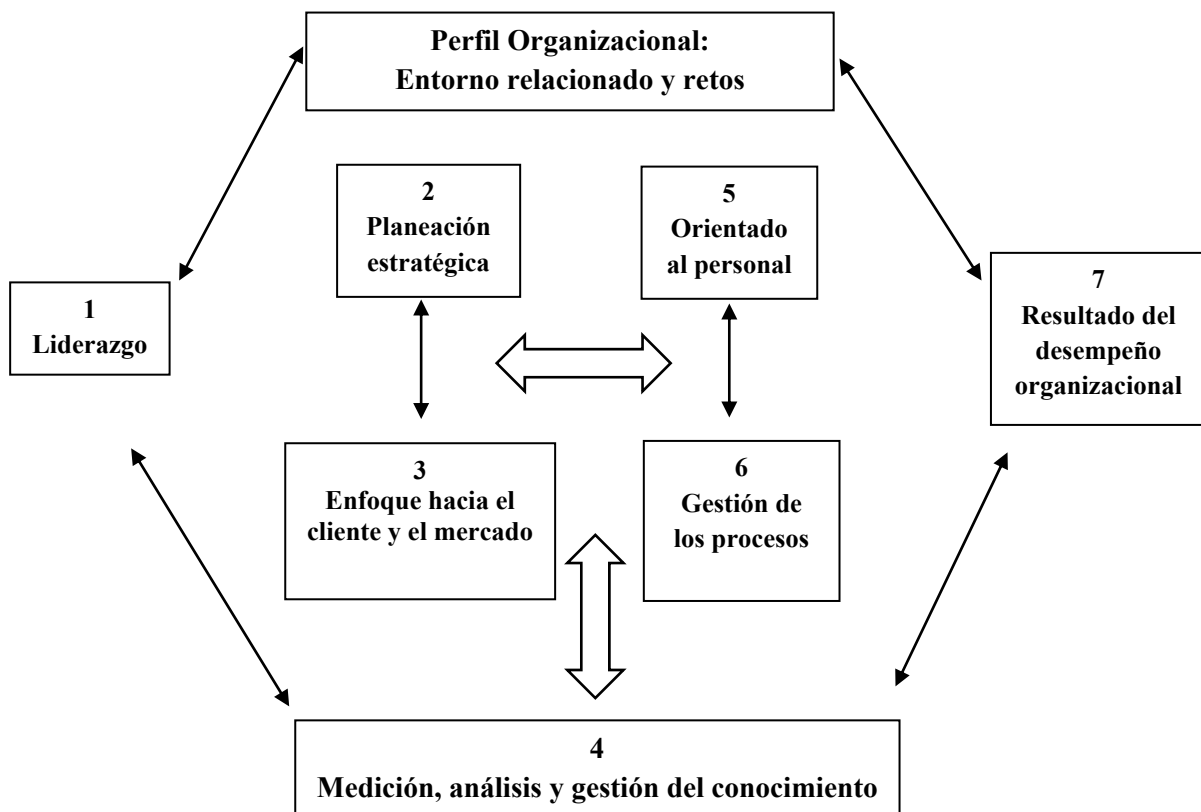 Perfil Organizacional:
Entorno relacionado y retos
1
Liderazgo
2
Planeación
estratégica
3
Enfoque hacia el
cliente y el mercado
5
Orientado
al personal
6
Gestión de
los procesos
7
Resultado del
desempeño
organizacional
4
Medición, análisis y gestión del conocimiento